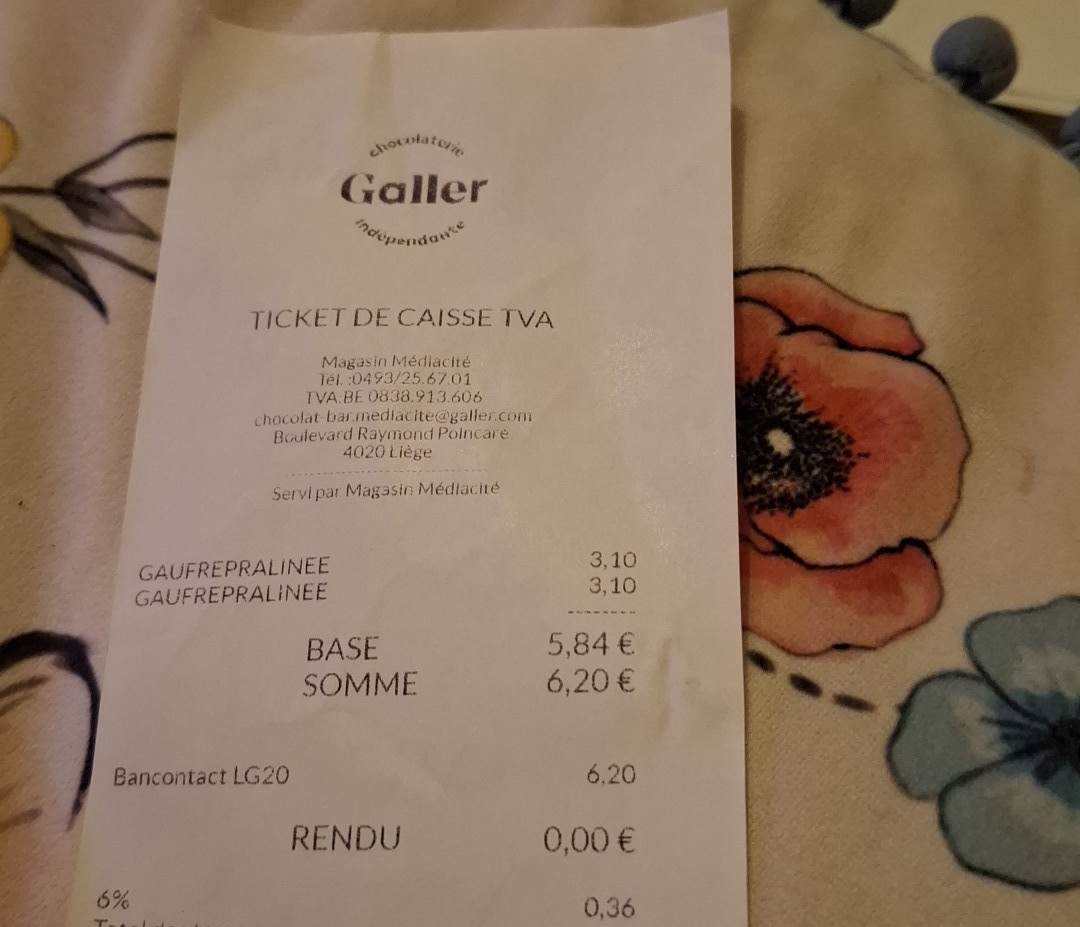 chocolaterie
Galler
indépendante
TICKET DE CAISSE TVA
Magasin Médiacité
Tél. :0493/25.67.01
TVA:BE 0838.913.606
chocolat-bar.mediacite@galler.com
Boulevard Raymond Poincaré
4020 Liège
Servi par Magasin Médiacité
GAUFREPRALINEE 3,10
GAUFREPRALINEE 3,10
BASE 5,84 €
SOMME 6,20 €
Bancontact LG20 6,20
RENDU 0,00 €
6% 0,36